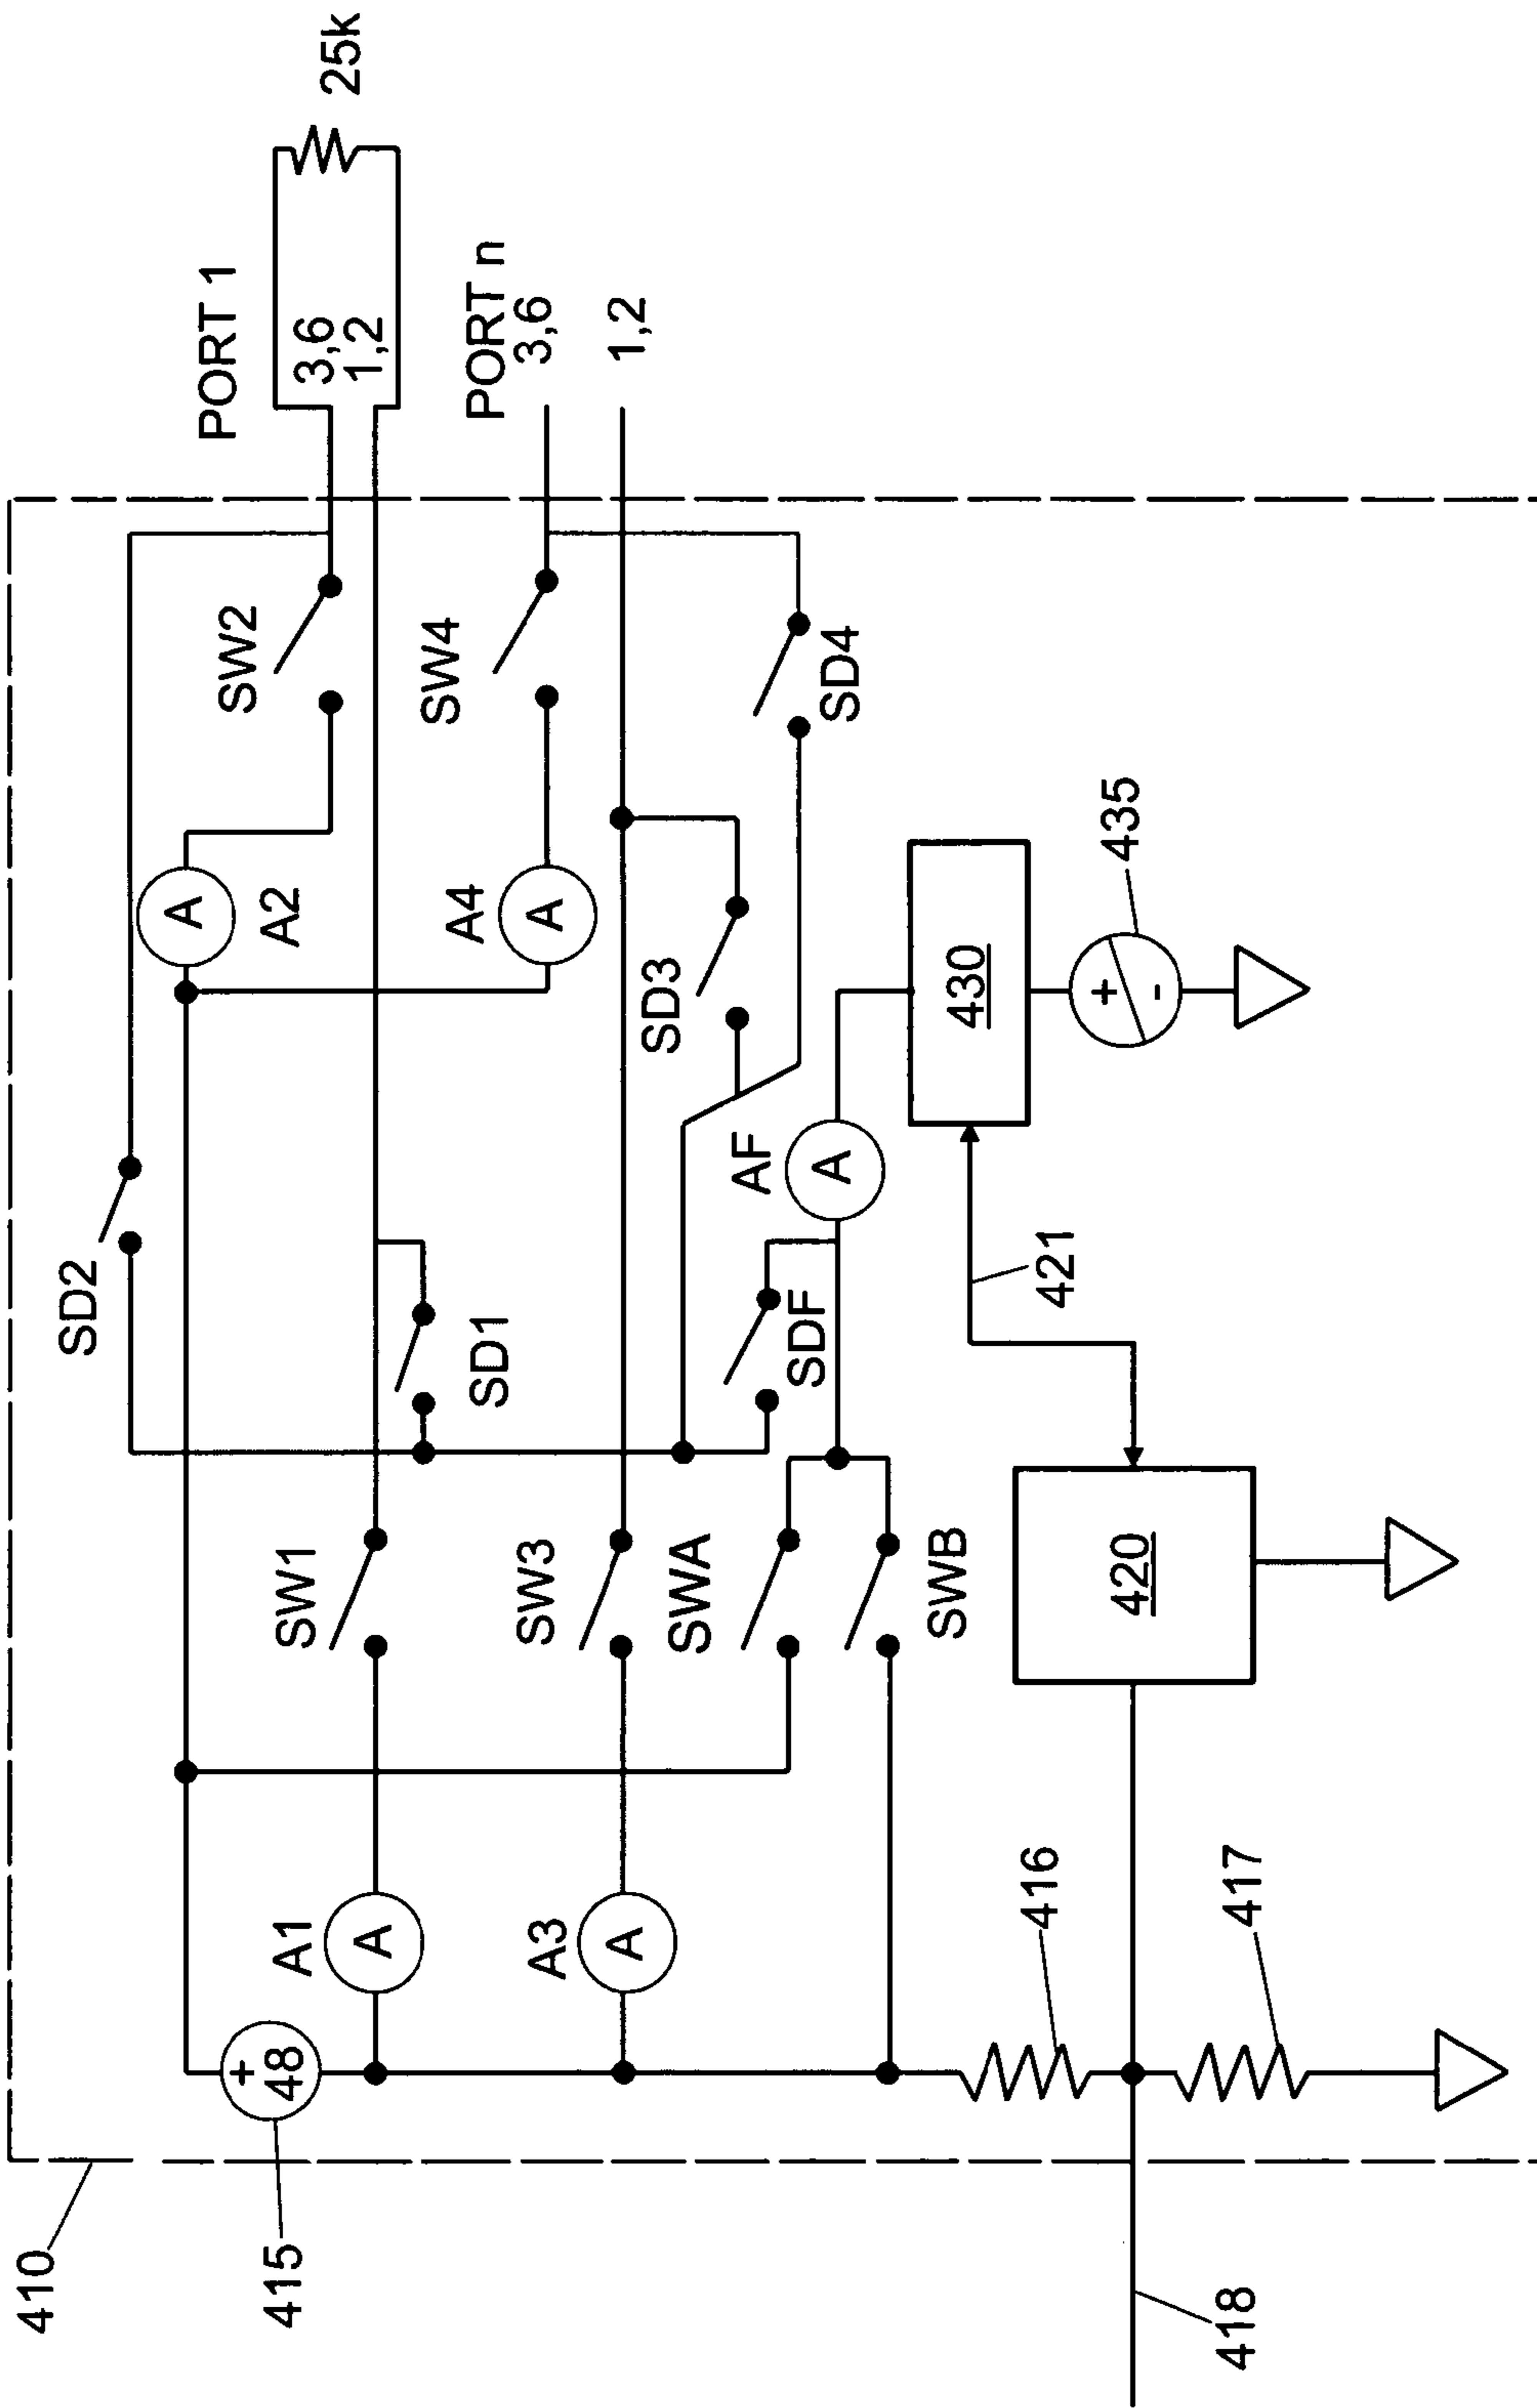 410
415
+
48
SD2
A
A2
SW2
PORT 1
3,6
1,2
25k
A1
A
SW1
SD1
A4
A
SW4
PORT n
3,6
1,2
A3
A
SW3
SD3
SD4
SWA
SDF
AF
A
SWB
416
417
418
420
421
430
+
-
435